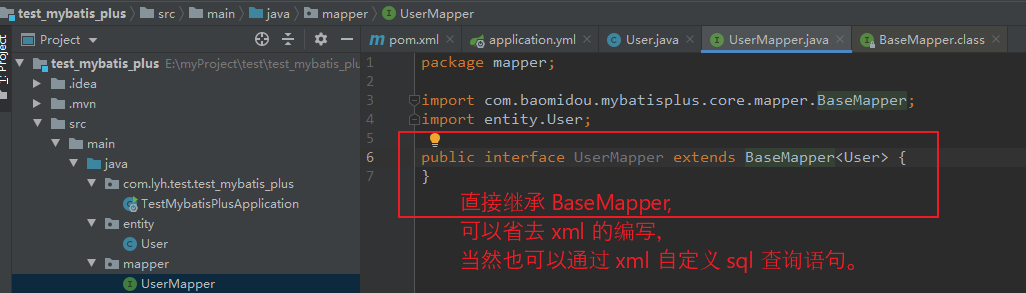 test_mybatis_plus src main java mapper UserMapper
Project
pom.xml application.yml User.java UserMapper.java BaseMapper.class
1: Project
test_mybatis_plus E:\myProject\test\test_mybatis_plu
.idea
.mvn
src
main
java
com.lyh.test.test_mybatis_plus
TestMybatisPlusApplication
entity
User
mapper
UserMapper
1 package mapper;
2
3 import com.baomidou.mybatisplus.core.mapper.BaseMapper;
4 import entity.User;
5
6 public interface UserMapper extends BaseMapper<User> {
7 }
直接继承 BaseMapper,
可以省去 xml 的编写,
当然也可以通过 xml 自定义 sql 查询语句。